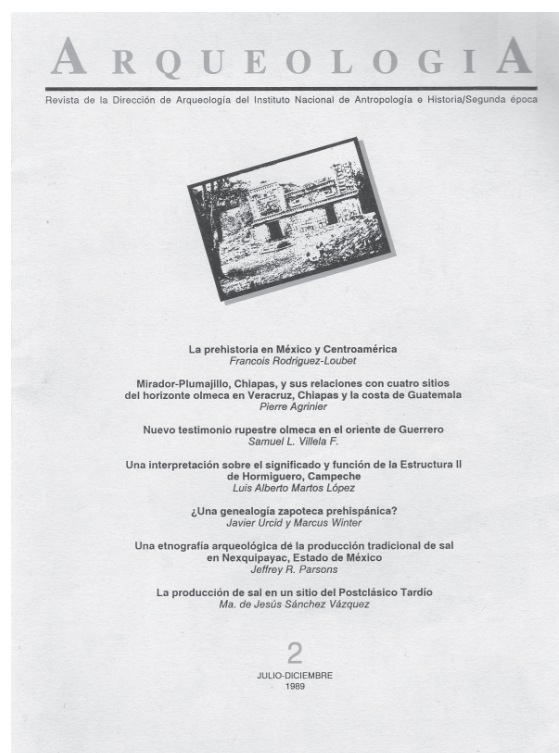 ARQUEOLOGIA
Revista de la Dirección de Arqueología del Instituto Nacional de Antropología e Historia/Segunda época
La prehistoria en México y Centroamérica
Francois Rodríguez-Loubet
Mirador-Plumajillo, Chiapas, y sus relaciones con cuatro sitios
del horizonte olmeca en Veracruz, Chiapas y la costa de Guatemala
Pierre Agrinier
Nuevo testimonio rupestre olmeca en el oriente de Guerrero
Samuel L. Villela F.
Una interpretación sobre el significado y función de la Estructura II
de Hormiguero, Campeche
Luis Alberto Martos López
¿Una genealogía zapoteca prehispánica?
Javier Urcid y Marcus Winter
Una etnografía arqueológica de la producción tradicional de sal
en Nexquipayac, Estado de México
Jeffrey R. Parsons
La producción de sal en un sitio del Postclásico Tardío
Ma. de Jesús Sánchez Vázquez
2
JULIO-DICIEMBRE
1989